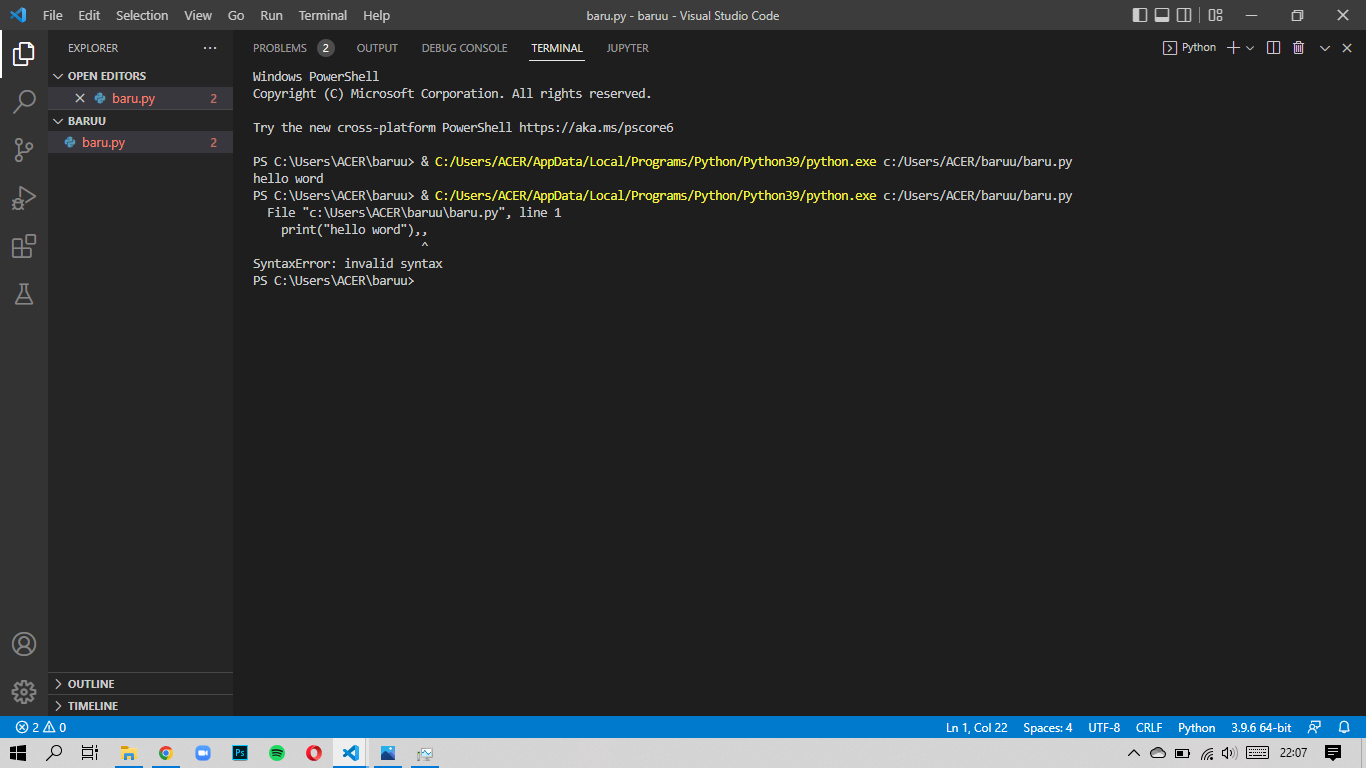 File Edit Selection View Go Run Terminal Help baru.py - baruu - Visual Studio Code
EXPLORER
OPEN EDITORS
baru.py 2
BARUU
baru.py 2
OUTLINE
TIMELINE
PROBLEMS 2 OUTPUT DEBUG CONSOLE TERMINAL JUPYTER Python
Windows PowerShell
Copyright (C) Microsoft Corporation. All rights reserved.
Try the new cross-platform PowerShell https://aka.ms/pscore6
PS C:\Users\ACER\baruu> & C:/Users/ACER/AppData/Local/Programs/Python/Python39/python.exe c:/Users/ACER/baruu/baru.py
hello word
PS C:\Users\ACER\baruu> & C:/Users/ACER/AppData/Local/Programs/Python/Python39/python.exe c:/Users/ACER/baruu/baru.py
File "c:\Users\ACER\baruu\baru.py", line 1
print("hello word"),,
^
SyntaxError: invalid syntax
PS C:\Users\ACER\baruu>
2 0 Ln 1, Col 22 Spaces: 4 UTF-8 CRLF Python 3.9.6 64-bit
Ps 22:07